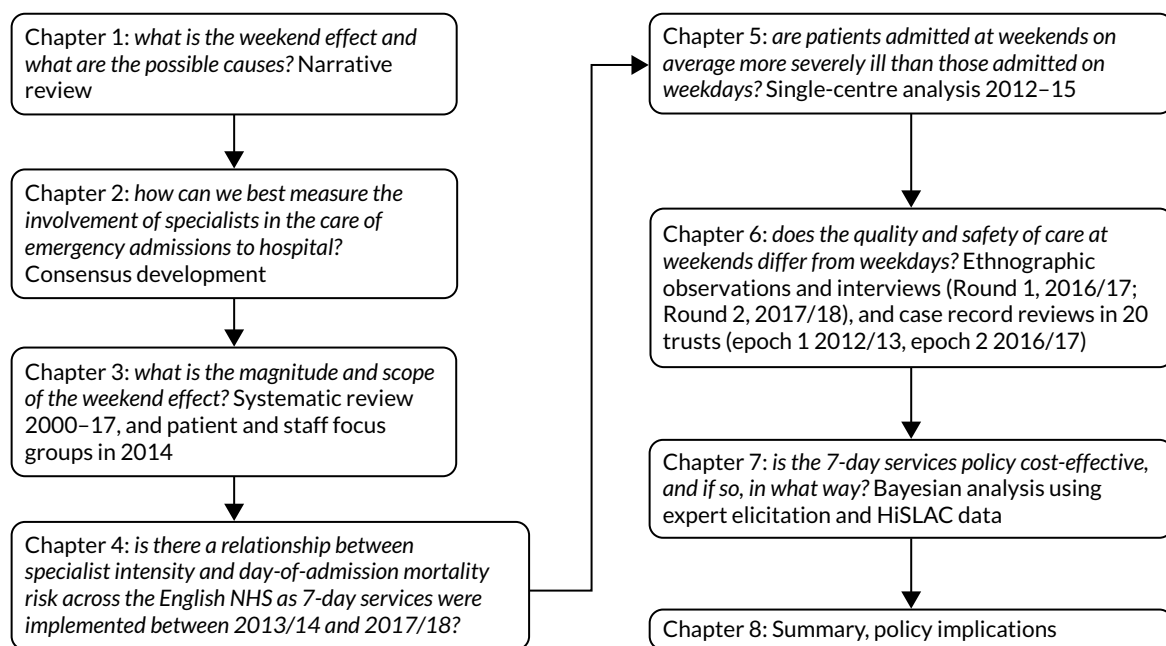 Chapter 1: what is the weekend effect and
what are the possible causes? Narrative
review
Chapter 2: how can we best measure the
involvement of specialists in the care of
emergency admissions to hospital?
Consensus development
Chapter 3: what is the magnitude and scope
of the weekend effect? Systematic review
2000–17, and patient and staff focus
groups in 2014
Chapter 4: is there a relationship between
specialist intensity and day-of-admission mortality
risk across the English NHS as 7-day services were
implemented between 2013/14 and 2017/18?
Chapter 5: are patients admitted at weekends on
average more severely ill than those admitted on
weekdays? Single-centre analysis 2012–15
Chapter 6: does the quality and safety of care at
weekends differ from weekdays? Ethnographic
observations and interviews (Round 1, 2016/17;
Round 2, 2017/18), and case record reviews in 20
trusts (epoch 1 2012/13, epoch 2 2016/17)
Chapter 7: is the 7-day services policy cost-effective,
and if so, in what way? Bayesian analysis using
expert elicitation and HiSLAC data
Chapter 8: Summary, policy implications